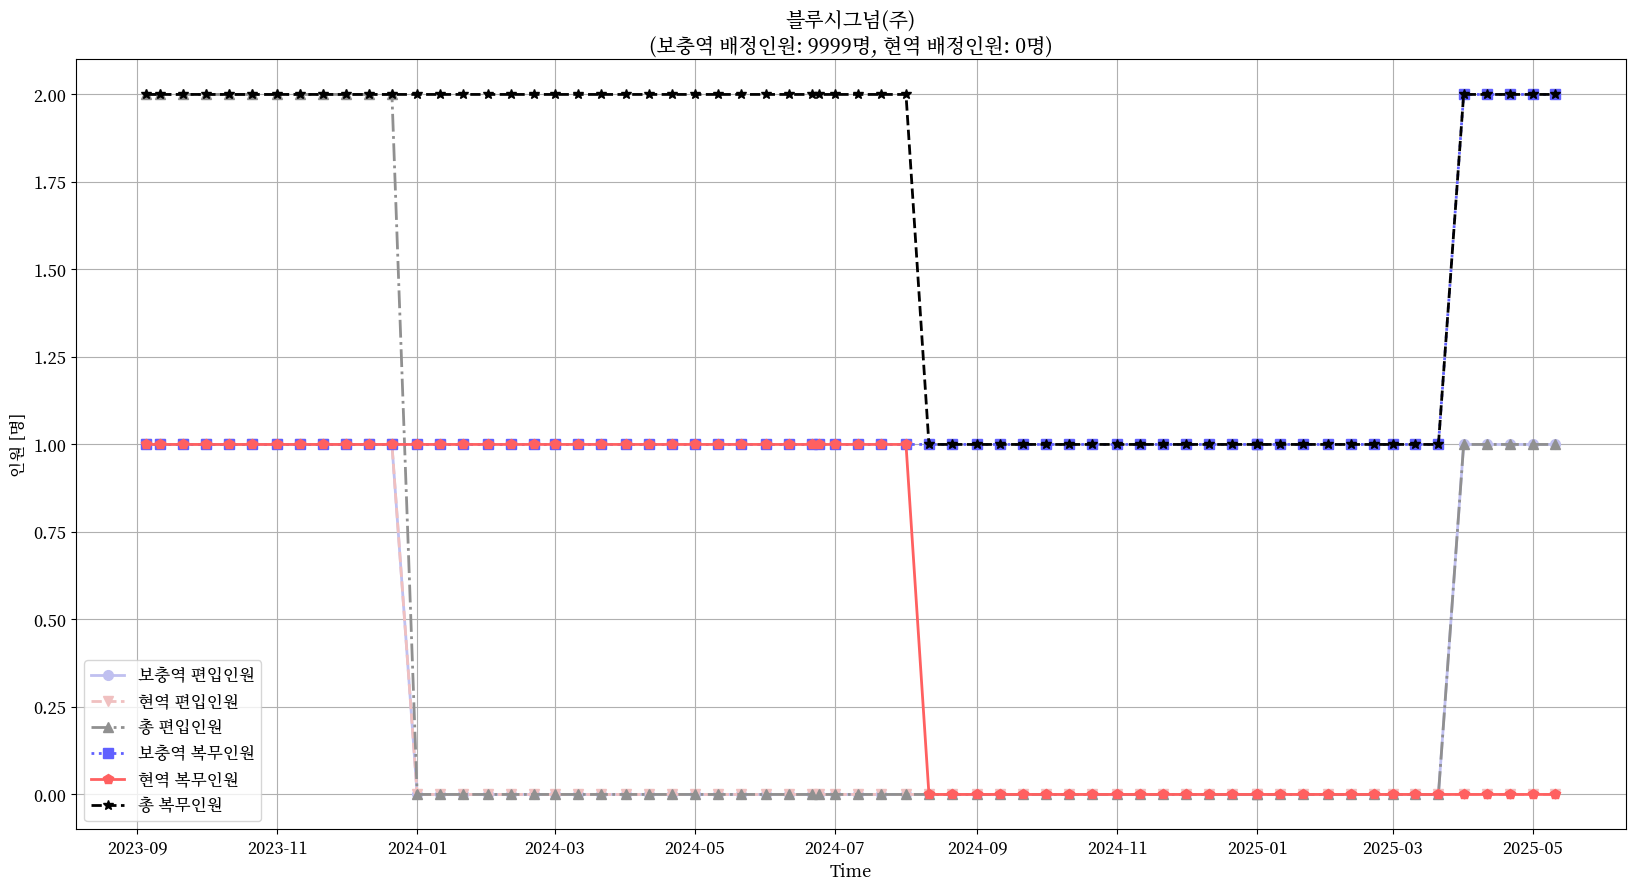 블루시그넘(주)
(보충역 배정인원: 9999명, 현역 배정인원: 0명)
2.00
1.75
1.50
1.25
1.00
0.75
0.50
0.25
0.00
인원 [명]
보충역 편입인원
현역 편입인원
총 편입인원
보충역 복무인원
현역 복무인원
총 복무인원
2023-09 2023-11 2024-01 2024-03 2024-05 2024-07 2024-09 2024-11 2025-01 2025-03 2025-05
Time